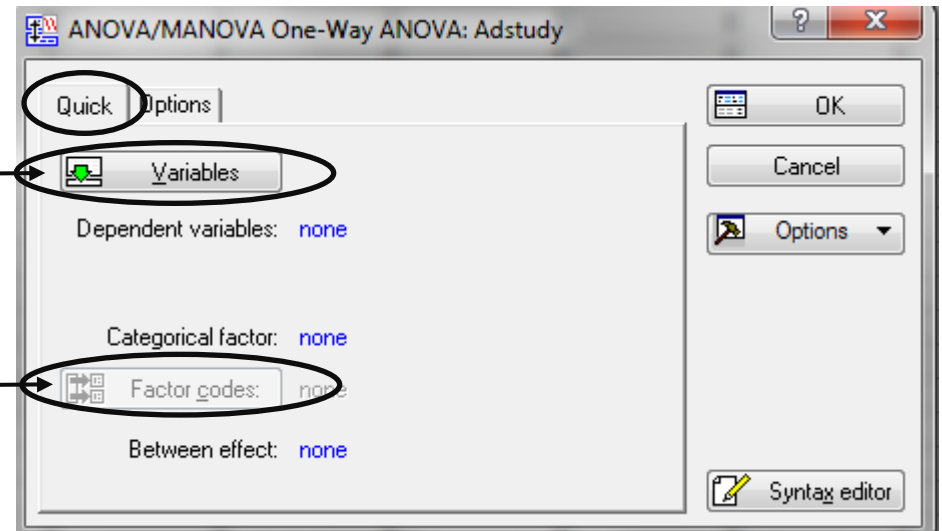 ANOVA/MANOVA One-Way ANOVA: Adstudy
?
X
Quick
Options
OK
Variables
Cancel
Dependent variables: none
Options
Categorical factor: none
Factor codes: none
Between effect: none
Syntax editor